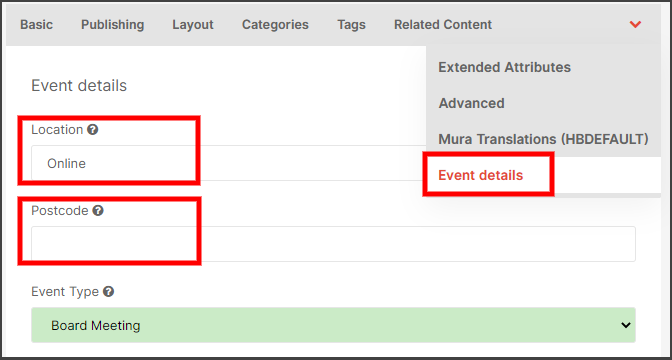 Basic Publishing Layout Categories Tags Related Content
Extended Attributes
Advanced
Mura Translations (HBDEFAULT)
Event details
Event details
Location ?
Online
Postcode ?
Event Type ?
Board Meeting